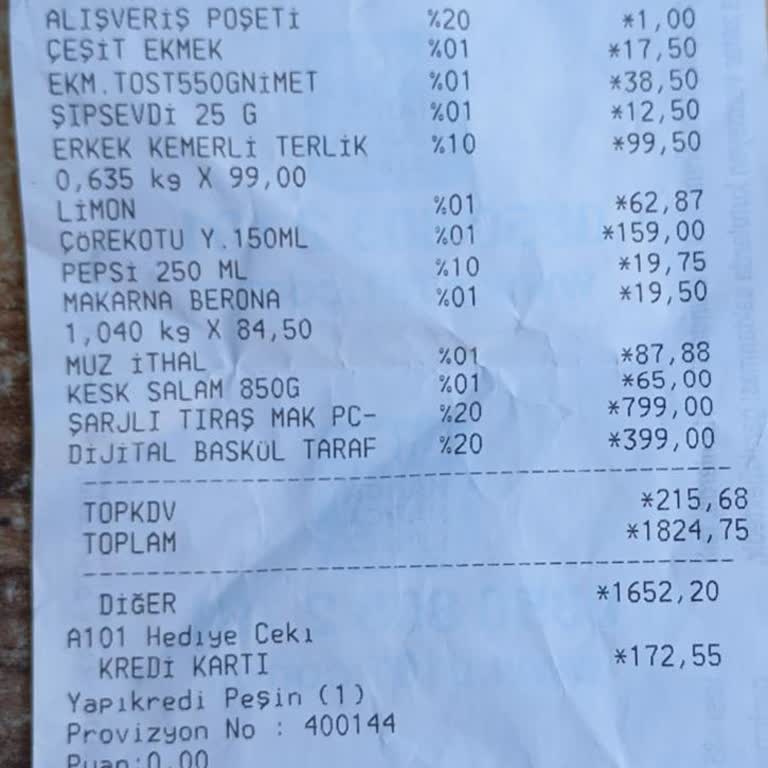 ALIŞVERİŞ POŞETİ %20 *1,00
ÇEŞİT EKMEK %01 *17,50
EKM.TOST550GNİMET %01 *38,50
ŞIPSEVDİ 25 G %01 *12,50
ERKEK KEMERLİ TERLİK %10 *99,50
0,635 kg X 99,00
LİMON %01 *62,87
ÇÖREKOTU Y.150ML %01 *159,00
PEPSİ 250 ML %10 *19,75
MAKARNA BERONA %01 *19,50
1,040 kg X 84,50
MUZ İTHAL %01 *87,88
KESK SALAM 850G %01 *65,00
ŞARJLI TIRAŞ MAK PC- %20 *799,00
DİJİTAL BASKÜL TARAF %20 *399,00
TOPKDV *215,68
TOPLAM *1824,75
DİĞER *1652,20
A101 Hediye Çeki
KREDİ KARTI *172,55
Yapıkredi Peşin (1)
Provizyon No : 400144
Puan:0.00